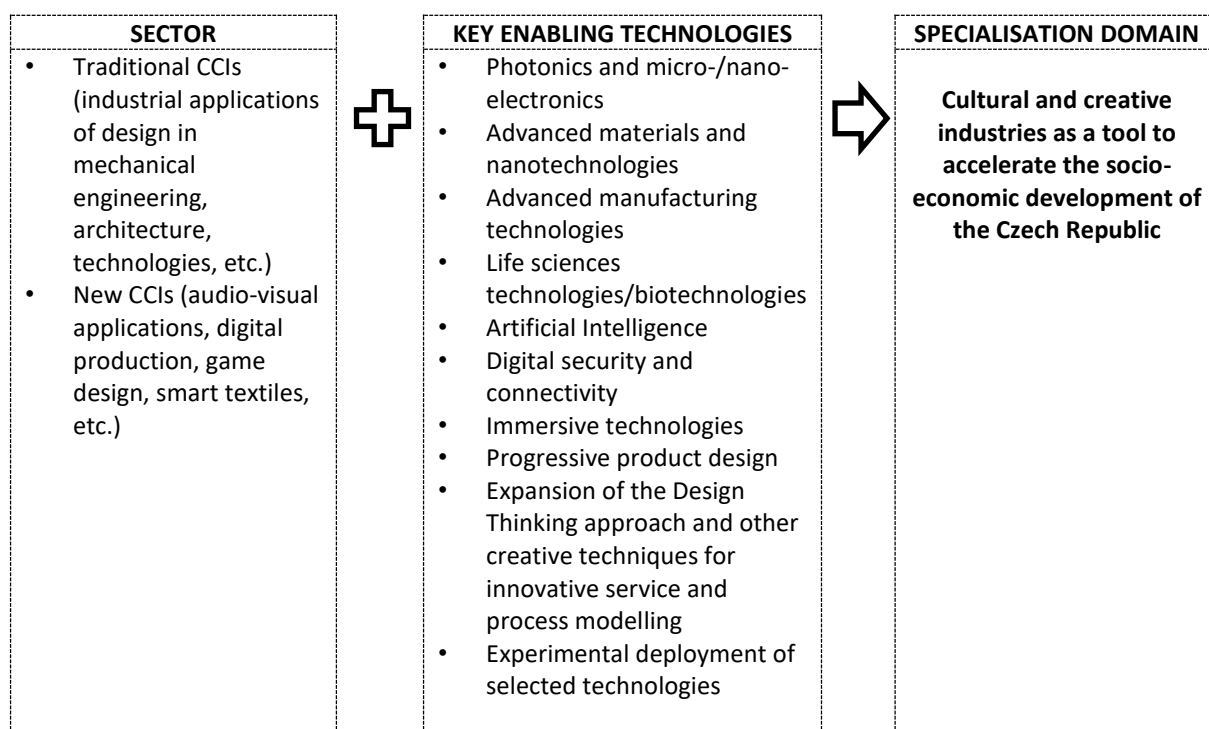 SECTOR
• Traditional CCIs
(industrial applications
of design in
mechanical
engineering,
architecture,
technologies, etc.)
• New CCIs (audio-visual
applications, digital
production, game
design, smart textiles,
etc.)
KEY ENABLING TECHNOLOGIES
• Photonics and micro-/nano-
electronics
• Advanced materials and
nanotechnologies
• Advanced manufacturing
technologies
• Life sciences
technologies/biotechnologies
• Artificial Intelligence
• Digital security and
connectivity
• Immersive technologies
• Progressive product design
• Expansion of the Design
Thinking approach and other
creative techniques for
innovative service and
process modelling
• Experimental deployment of
selected technologies
SPECIALISATION DOMAIN
Cultural and creative
industries as a tool to
accelerate the socio-
economic development of
the Czech Republic